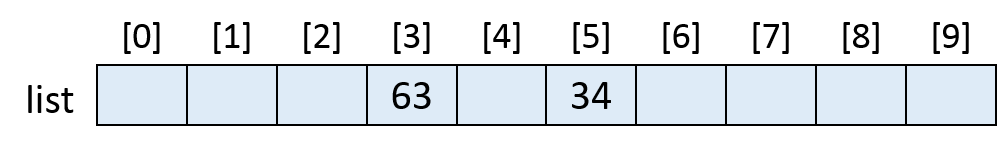 [0] [1] [2] [3] [4] [5] [6] [7] [8] [9]
list 63 34